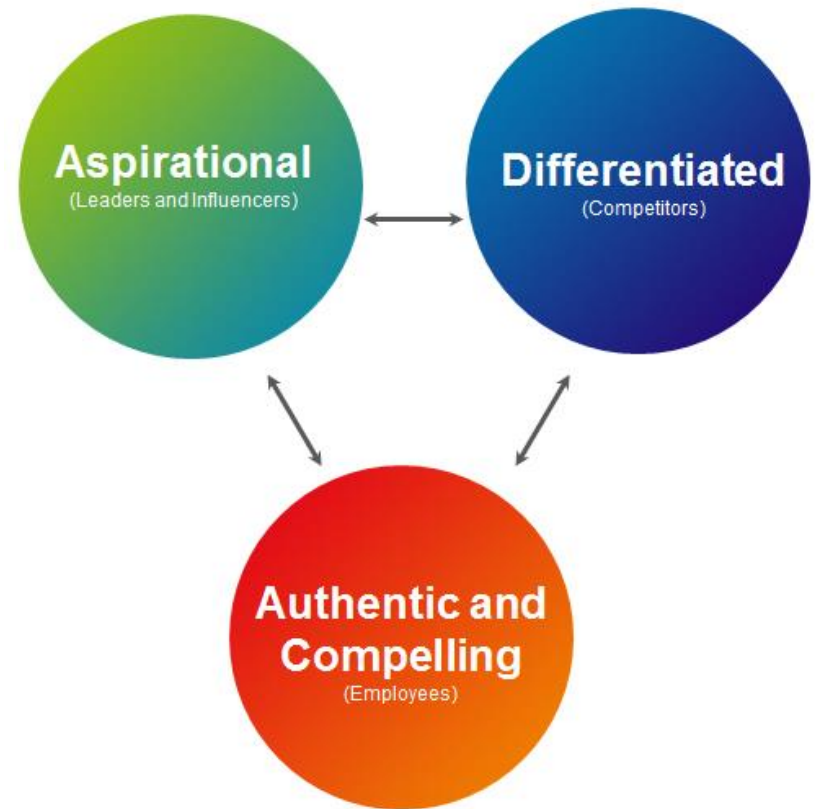 Aspirational
(Leaders and Influencers)
Differentiated
(Competitors)
Authentic and
Compelling
(Employees)